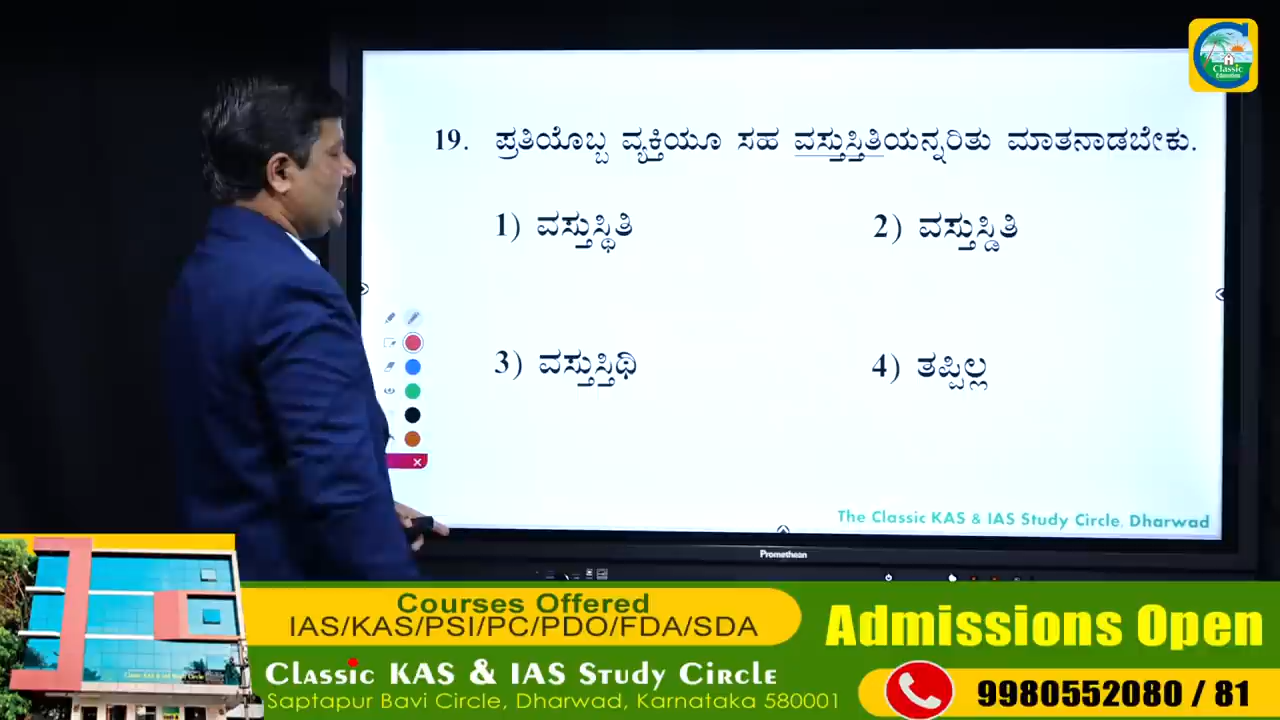 Classic
Education
19. ಪ್ರತಿಯೊಬ್ಬ ವ್ಯಕ್ತಿಯೂ ಸಹ ವಸ್ತುಸ್ತಿತಿಯನ್ನರಿತು ಮಾತನಾಡಬೇಕು.
1) ವಸ್ತುಸ್ಥಿತಿ 2) ವಸ್ತುಸ್ಡಿತಿ
3) ವಸ್ತುಸ್ತಿಥಿ 4) ತಪ್ಪಿಲ್ಲ
The Classic KAS & IAS Study Circle, Dharwad
Promethean
Courses Offered
IAS/KAS/PSI/PC/PDO/FDA/SDA
Classic KAS & IAS Study Circle
Saptapur Bavi Circle, Dharwad, Karnataka 580001
Admissions Open
9980552080 / 81